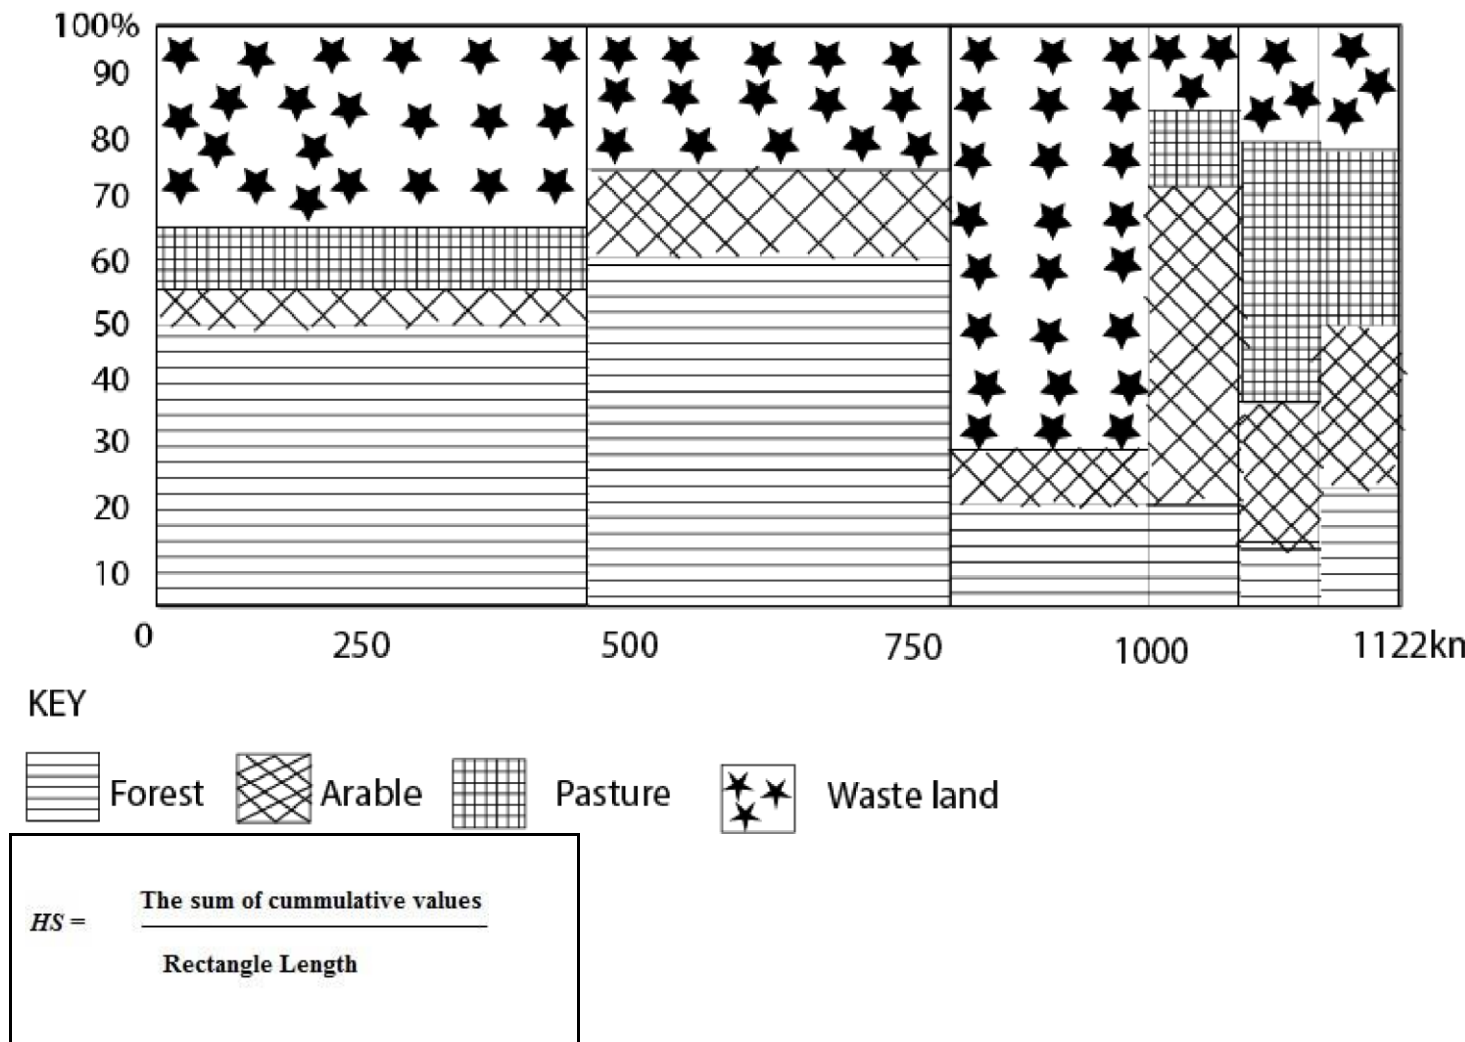 100%
90
80
70
60
50
40
30
20
10
0 250 500 750 1000 1122kn
KEY
Forest Arable Pasture Waste land
HS = The sum of cummulative values
Rectangle Length